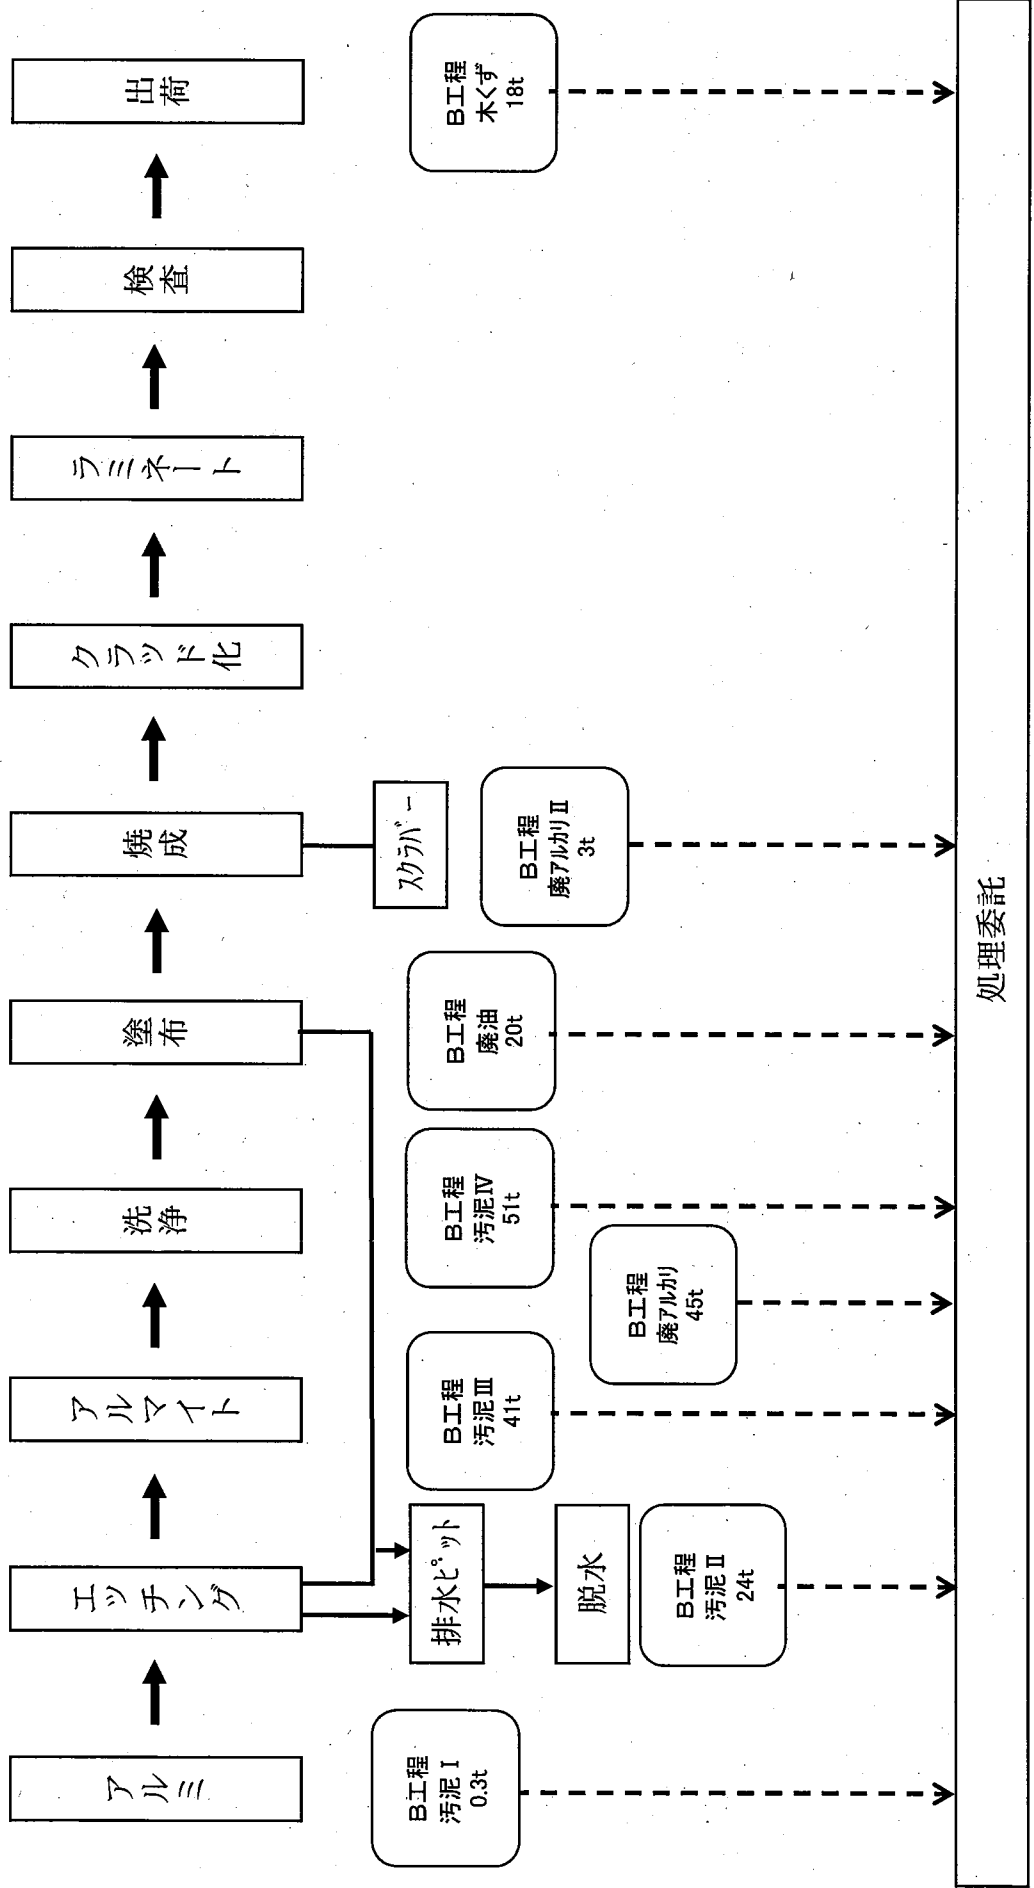 アルミ
エッチング
アルマイト
洗浄
塗布
焼成
クラッド化
ラミネート
検査
出荷
排水ピット
脱水
スクラバー
B工程
汚泥Ⅰ
0.3t
B工程
汚泥Ⅱ
24t
B工程
汚泥Ⅲ
41t
B工程
廃アルカリ
45t
B工程
汚泥Ⅳ
51t
B工程
廃油
20t
B工程
廃アルカリⅡ
3t
B工程
木くず
18t
処理委託